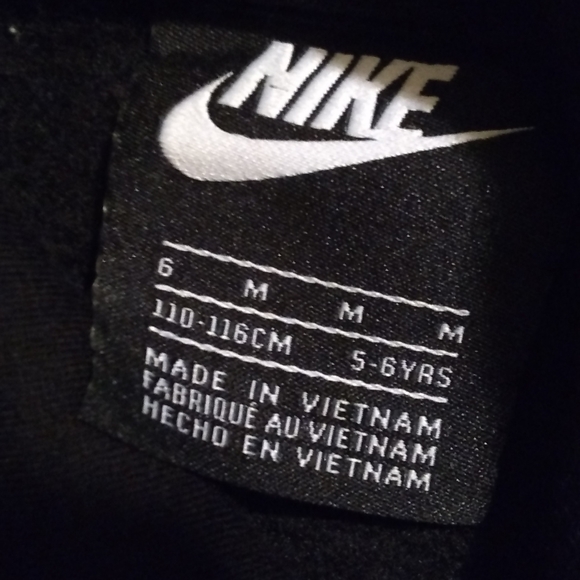 NIKE
6 M M M
110-116CM 5-6YRS
MADE IN VIETNAM
FABRIQUÉ AU VIETNAM
HECHO EN VIETNAM